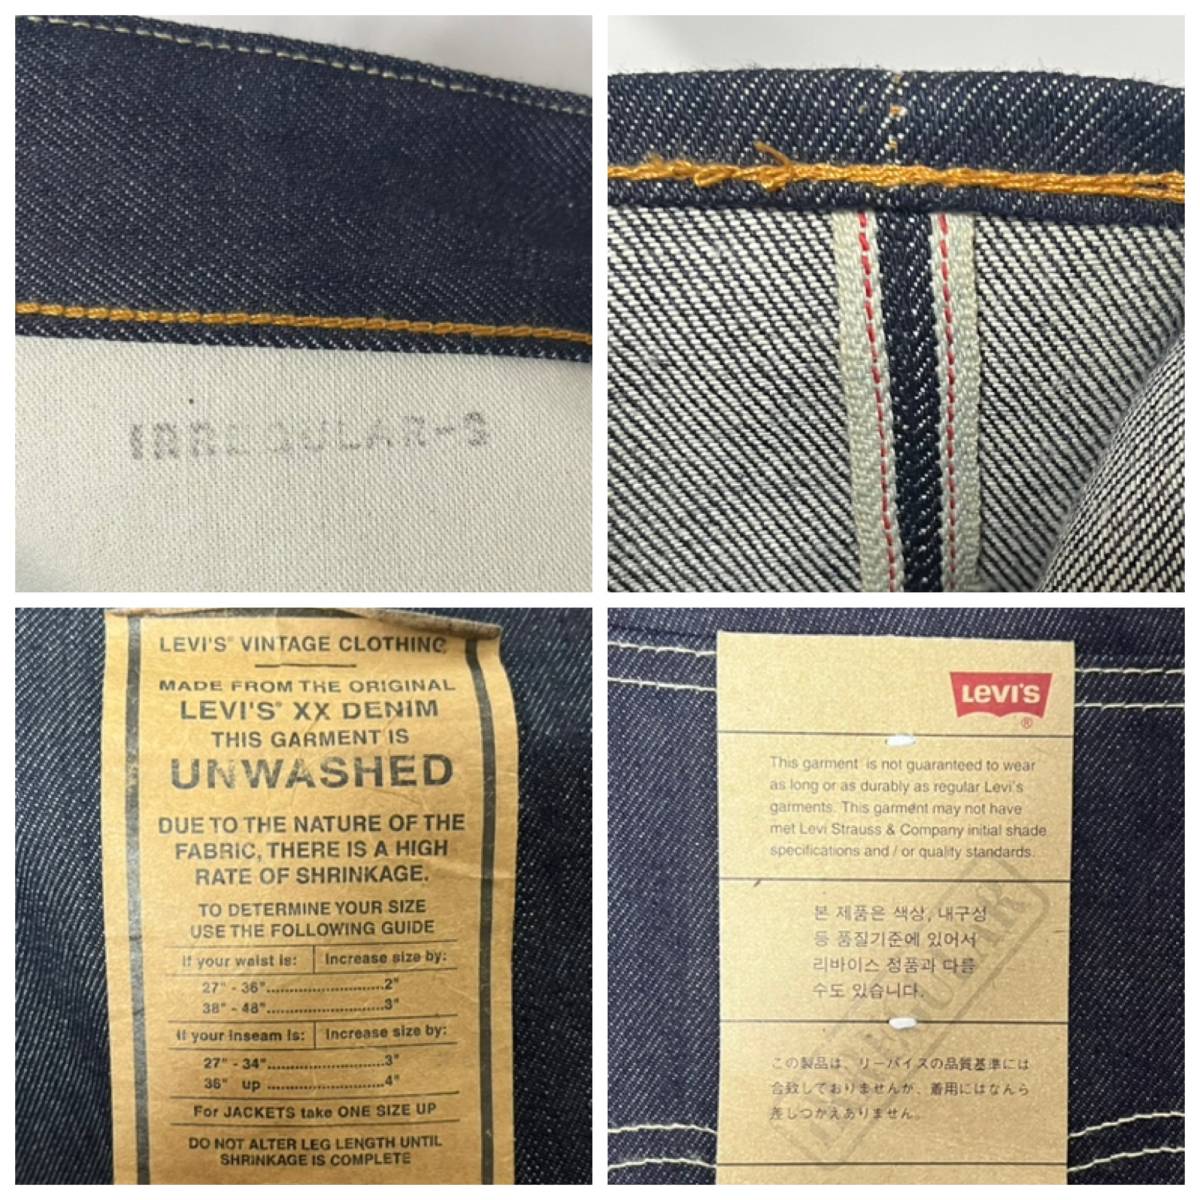 IRREGULAR-S
LEVI'S® VINTAGE CLOTHING
MADE FROM THE ORIGINAL
LEVI'S® XX DENIM
THIS GARMENT IS
UNWASHED
DUE TO THE NATURE OF THE
FABRIC, THERE IS A HIGH
RATE OF SHRINKAGE.
TO DETERMINE YOUR SIZE
USE THE FOLLOWING GUIDE
If your waist is: Increase size by:
27" - 36"..........................2"
38" - 48"..........................3"
If your inseam is: Increase size by:
27" - 34"..........................3"
36" up ..........................4"
For JACKETS take ONE SIZE UP
DO NOT ALTER LEG LENGTH UNTIL
SHRINKAGE IS COMPLETE
LEVI'S
®
This garment is not guaranteed to wear
as long or as durably as regular Levi's
garments. This garment may not have
met Levi Strauss & Company initial shade
specifications and / or quality standards.
본 제품은 색상, 내구성
등 품질기준에 있어서
리바이스 정품과 다를
수도 있습니다.
この製品は、リーバイスの品質基準には
合致しておりませんが、着用にはなんら
差しつかえありません。
IRREGULAR